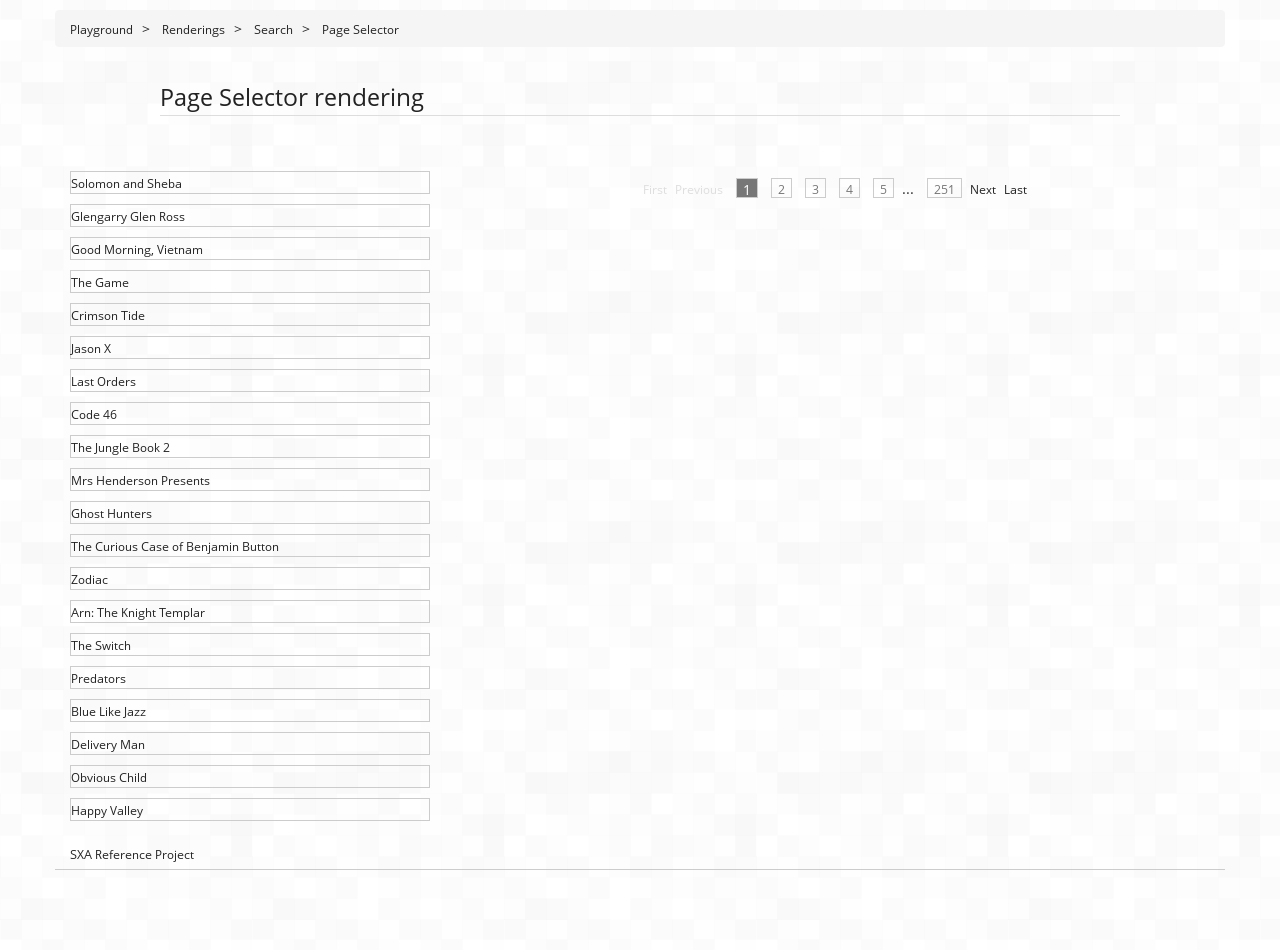 Playground > Renderings > Search > Page Selector
Page Selector rendering
Solomon and Sheba
Glengarry Glen Ross
Good Morning, Vietnam
The Game
Crimson Tide
Jason X
Last Orders
Code 46
The Jungle Book 2
Mrs Henderson Presents
Ghost Hunters
The Curious Case of Benjamin Button
Zodiac
Arn: The Knight Templar
The Switch
Predators
Blue Like Jazz
Delivery Man
Obvious Child
Happy Valley
First Previous 1 2 3 4 5 ... 251 Next Last
SXA Reference Project